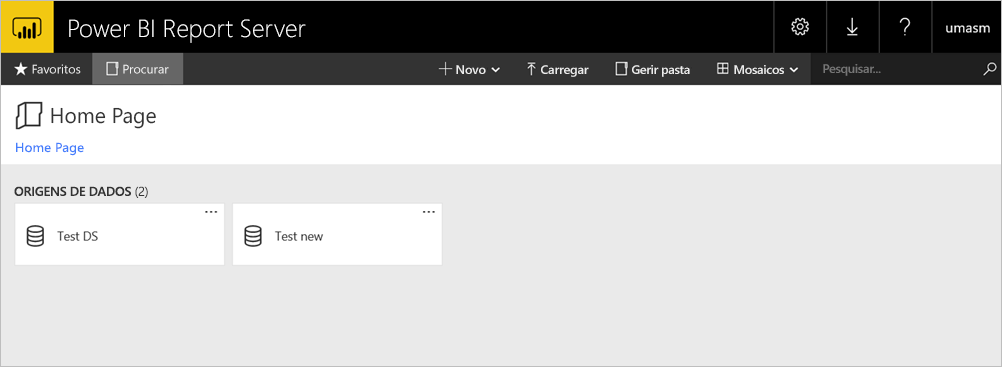 Power BI Report Server
? umasm
Favoritos Procurar Novo Carregar Gerir pasta Mosaicos Pesquisar...
Home Page
Home Page
ORIGENS DE DADOS (2)
... ...
Test DS Test new